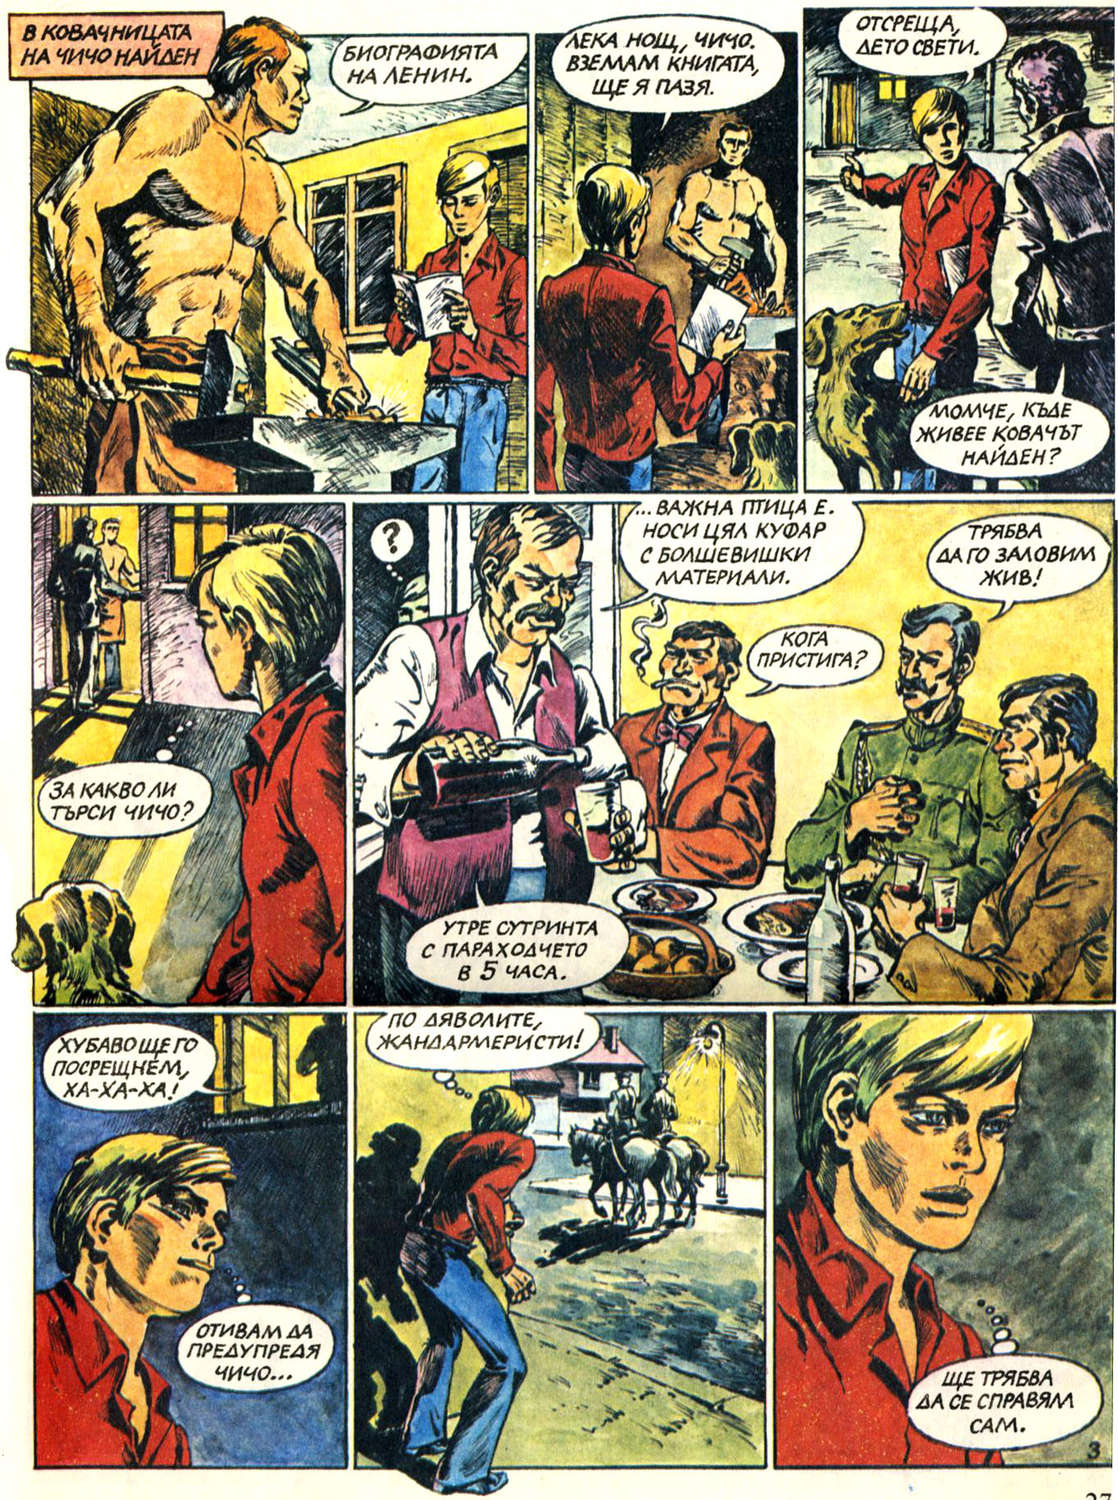 В КОВАЧНИЦАТА
НА ЧИЧО НАЙДЕН
БИОГРАФИЯТА
НА ЛЕНИН.
ЛЕКА НОЩ, ЧИЧО.
ВЗЕМАМ КНИГАТА,
ЩЕ Я ПАЗЯ.
ОТСРЕЩА,
ДЕТО СВЕТИ.
МОМЧЕ, КЪДЕ
ЖИВЕЕ КОВАЧЪТ
НАЙДЕН?
ЗА КАКВО ЛИ
ТЪРСИ ЧИЧО?
?
... ВАЖНА ПТИЦА Е.
НОСИ ЦЯЛ КУФАР
С БОЛШЕВИШКИ
МАТЕРИАЛИ.
КОГА
ПРИСТИГА?
ТРЯБВА
ДА ГО ЗАЛОВИМ
ЖИВ!
УТРЕ СУТРИНТА
С ПАРАХОДЧЕТО
В 5 ЧАСА.
ХУБАВО ЩЕ ГО
ПОСРЕЩНЕМ,
ХА-ХА-ХА!
ОТИВАМ ДА
ПРЕДУПРЕДЯ
ЧИЧО...
ПО ДЯВОЛИТЕ,
ЖАНДАРМЕРИСТИ!
ЩЕ ТРЯБВА
ДА СЕ СПРАВЯМ
САМ.
3